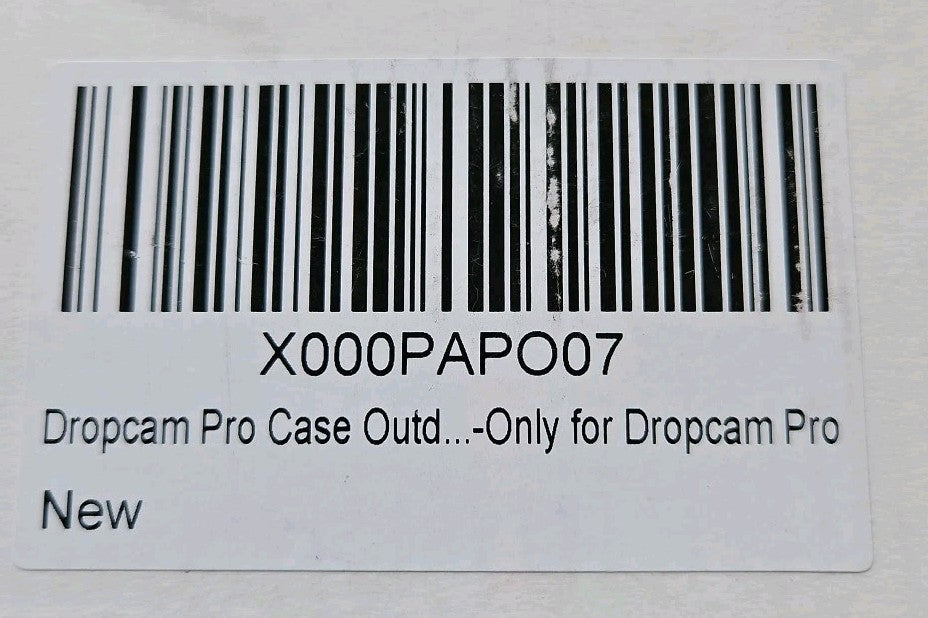 X000PAPO07
Dropcam Pro Case Outd...-Only for Dropcam Pro
New